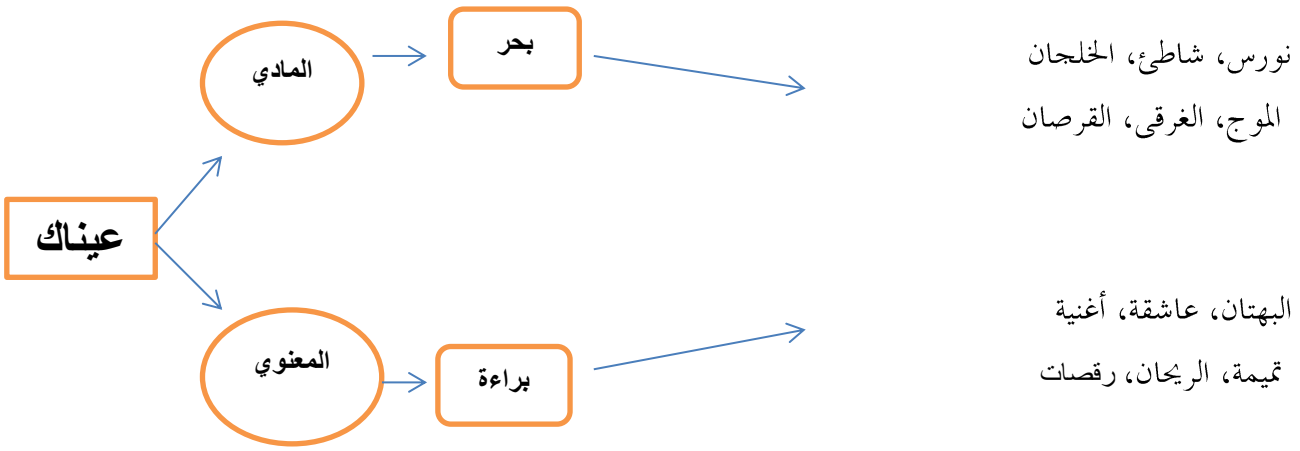 عيناك
المادي
بحر
نورس، شاطئ، الخلجان
الموج، الغرقى، القرصان
المعنوي
براءة
البهتان، عاشقة، أغنية
تميمة، الريحان، رقصات